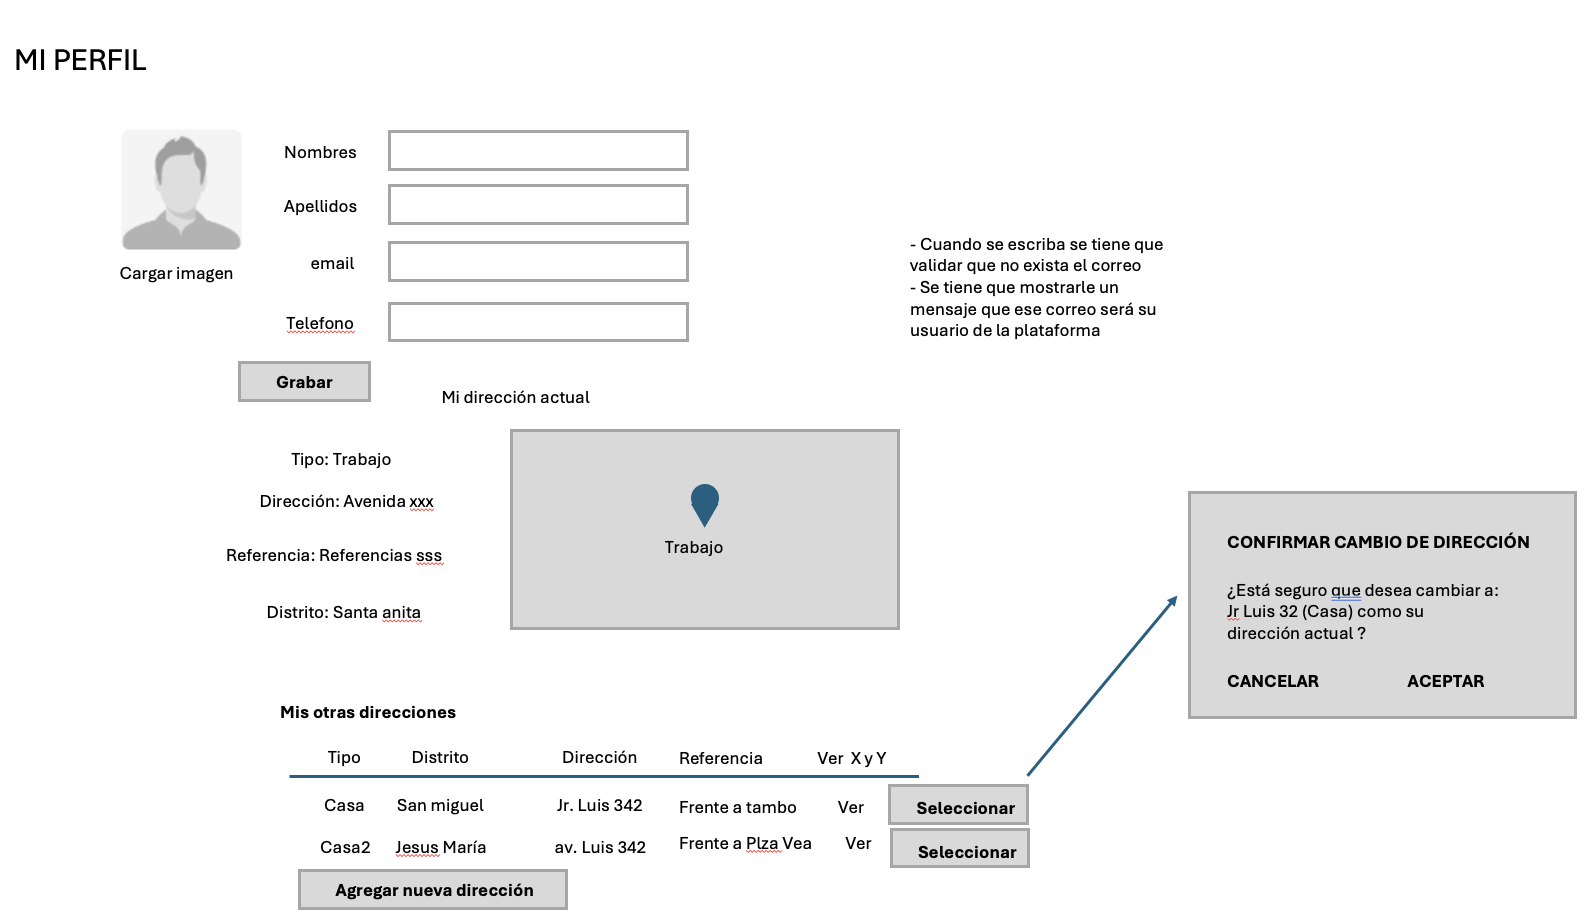 MI PERFIL
Nombres
Apellidos
email
Telefono
Cargar imagen
- Cuando se escriba se tiene que
validar que no exista el correo
- Se tiene que mostrarle un
mensaje que ese correo será su
usuario de la plataforma
Grabar
Mi dirección actual
Tipo: Trabajo
Dirección: Avenida xxx
Referencia: Referencias sss
Distrito: Santa anita
Trabajo
CONFIRMAR CAMBIO DE DIRECCIÓN
¿Está seguro que desea cambiar a:
Jr Luis 32 (Casa) como su
dirección actual ?
CANCELAR ACEPTAR
Mis otras direcciones
Tipo Distrito Dirección Referencia Ver X y Y
Casa San miguel Jr. Luis 342 Frente a tambo Ver Seleccionar
Casa2 Jesus María av. Luis 342 Frente a Plza Vea Ver Seleccionar
Agregar nueva dirección